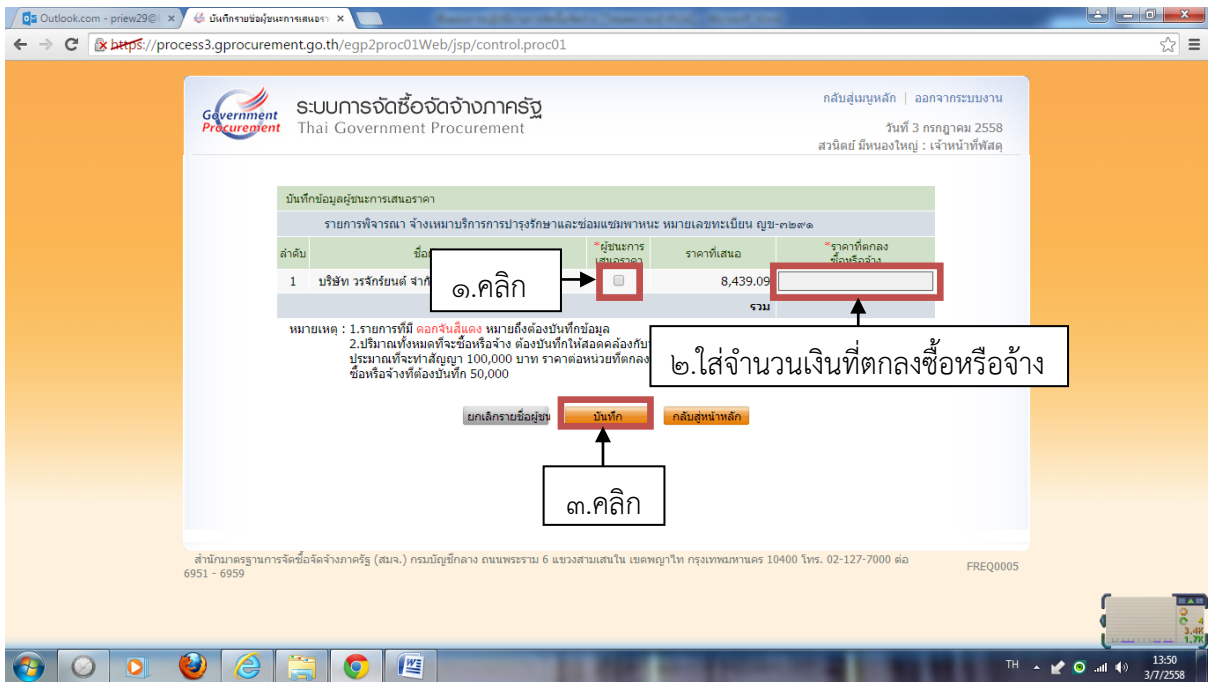 Outlook.com - priew29@
บันทึกรายชื่อผู้ชนะการเสนอรา
https://process3.gprocurement.go.th/egp2proc01Web/jsp/control.proc01
Government
Procurement
ระบบการจัดซื้อจัดจ้างภาครัฐ
Thai Government Procurement
กลับสู่เมนูหลัก | ออกจากระบบงาน
วันที่ 3 กรกฎาคม 2558
สวนิตย์ มีหนองใหญ่ : เจ้าหน้าที่พัสดุ
บันทึกข้อมูลผู้ชนะการเสนอราคา
รายการพิจารณา จ้างเหมาบริการการบำรุงรักษาและซ่อมแซมพาหนะ หมายเลขทะเบียน ญข-๓๒๙๑
ลำดับ
*ผู้ชนะการ
เสนอราคา
ราคาที่เสนอ
*ราคาที่ตกลง
ซื้อหรือจ้าง
1 บริษัท วรจักร์ยนต์ จำกั
8,439.09
รวม
๑.คลิก
หมายเหตุ : 1.รายการที่มี ดอกจันสีแดง หมายถึงต้องบันทึกข้อมูล
2.ปริมาณทั้งหมดที่จะซื้อหรือจ้าง ต้องบันทึกให้สอดคล้องกับ
ประมาณที่จะทำสัญญา 100,000 บาท ราคาต่อหน่วยที่ตกลง
ซื้อหรือจ้างที่ต้องบันทึก 50,000
๒.ใส่จำนวนเงินที่ตกลงซื้อหรือจ้าง
ยกเลิกรายชื่อผู้ชน
บันทึก
กลับสู่หน้าหลัก
๓.คลิก
สำนักมาตรฐานการจัดซื้อจัดจ้างภาครัฐ (สมจ.) กรมบัญชีกลาง ถนนพระราม 6 แขวงสามเสนใน เขตพญาไท กรุงเทพมหานคร 10400 โทร. 02-127-7000 ต่อ
6951 - 6959
FREQ0005
4
3.4K
1.7K
TH
13:50
3/7/2558